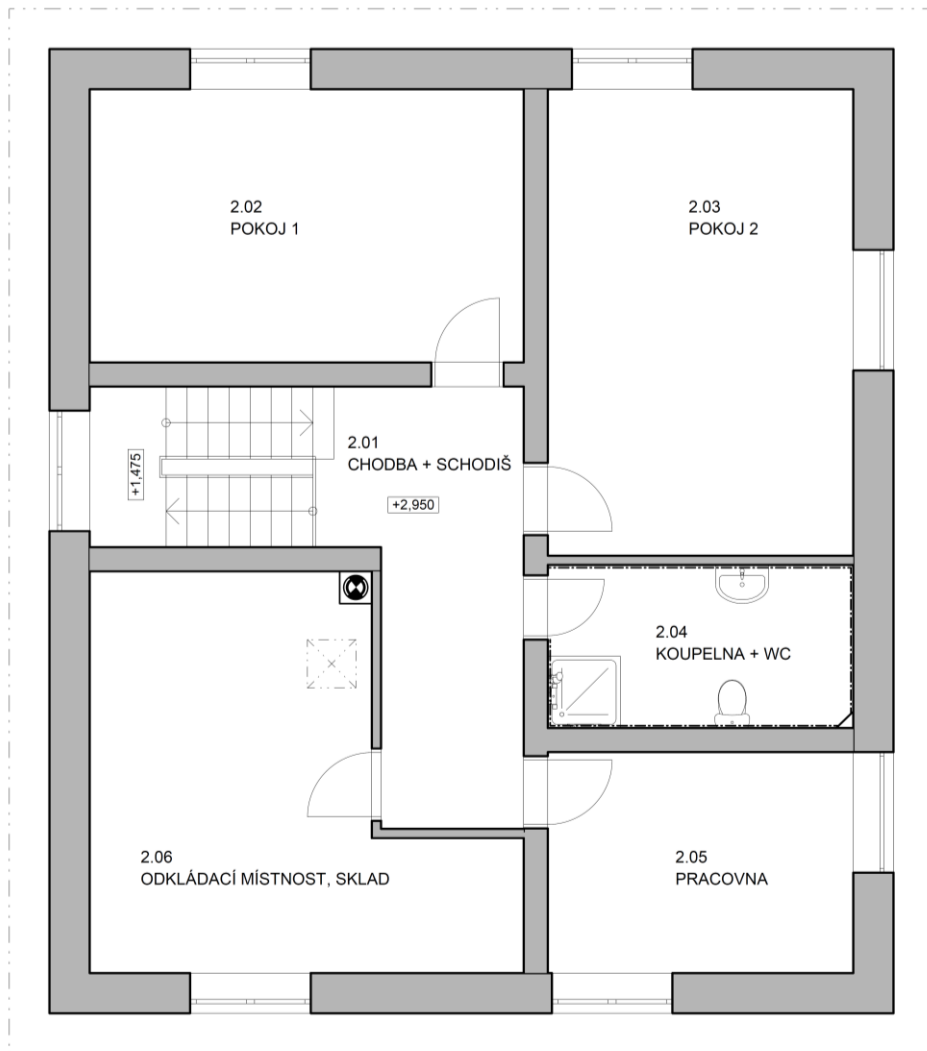 2.02
POKOJ 1
2.03
POKOJ 2
2.01
CHODBA + SCHODIŠ
+1,475
+2,950
2.04
KOUPELNA + WC
2.06
ODKLÁDACÍ MÍSTNOST, SKLAD
2.05
PRACOVNA